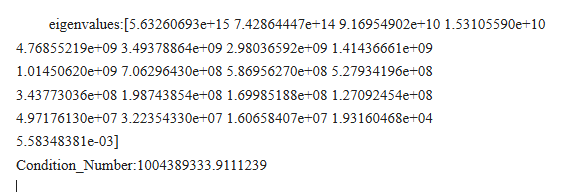 eigenvalues:[5.63260693e+15 7.42864447e+14 9.16954902e+10 1.53105590e+10
4.76855219e+09 3.49378864e+09 2.98036592e+09 1.41436661e+09
1.01450620e+09 7.06296430e+08 5.86956270e+08 5.27934196e+08
3.43773036e+08 1.98743854e+08 1.69985188e+08 1.27092454e+08
4.97176130e+07 3.22354330e+07 1.60658407e+07 1.93160468e+04
5.58348381e-03]
Condition_Number:1004389333.9111239